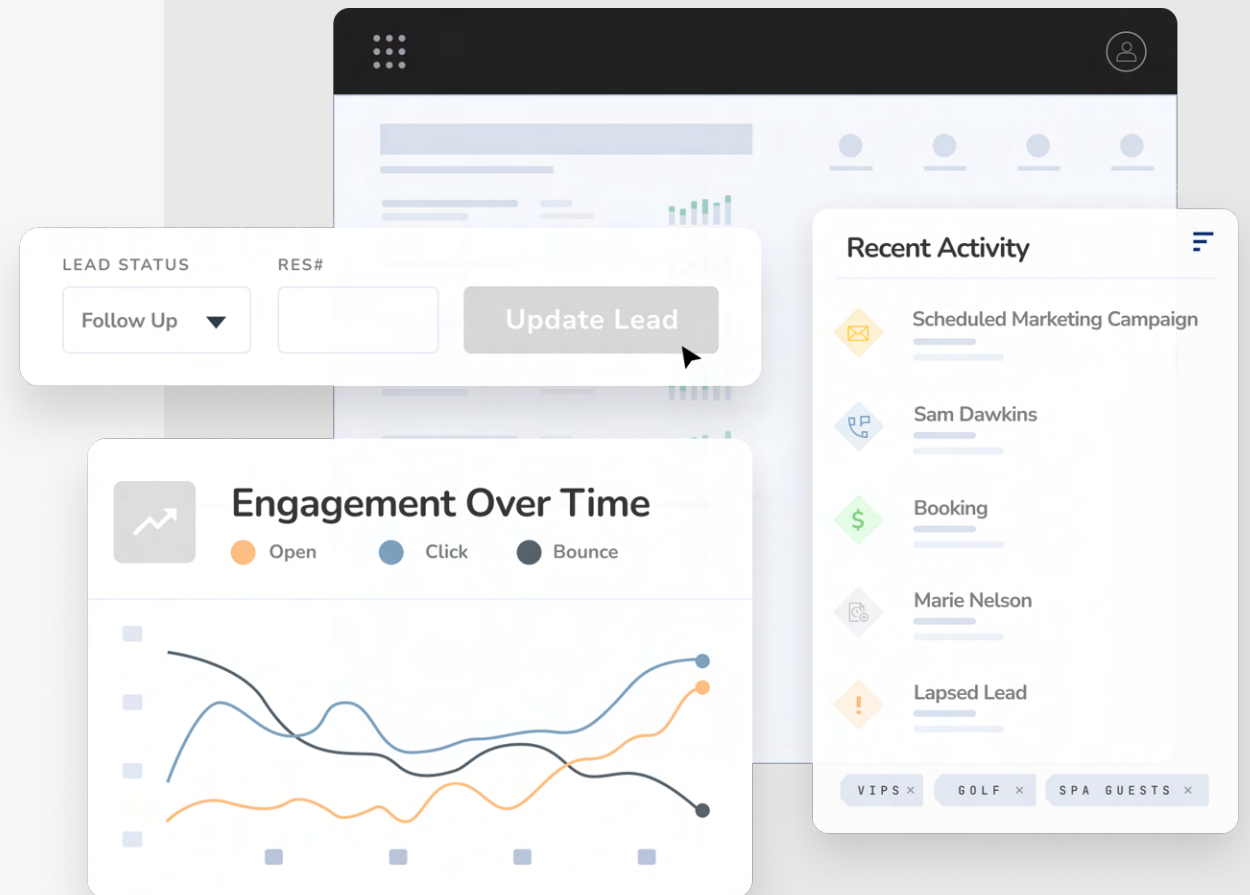 LEAD STATUS
RES#
Follow Up
Update Lead
Engagement Over Time
Open
Click
Bounce
Recent Activity
Scheduled Marketing Campaign
Sam Dawkins
Booking
$
Marie Nelson
Lapsed Lead
!
VIPS ×
GOLF ×
SPA GUESTS ×